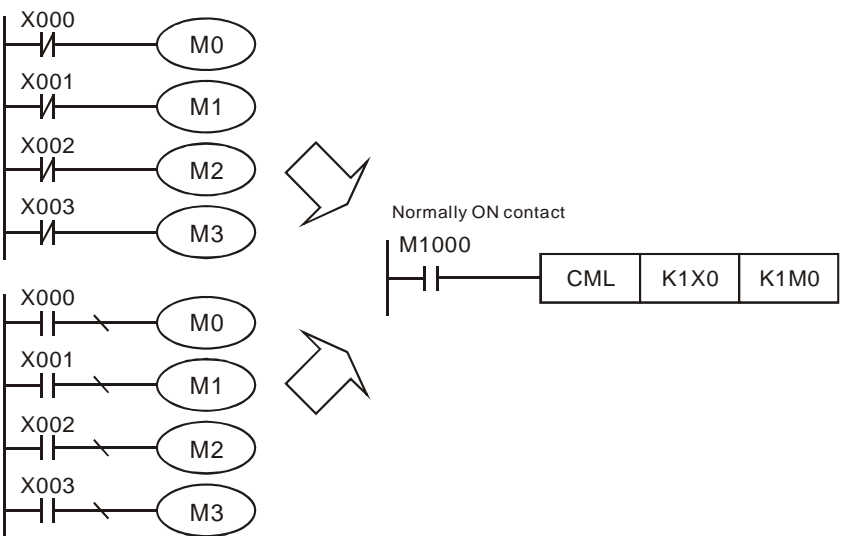 X000
M0
X001
M1
X002
M2
X003
M3
Normally ON contact
M1000
CML K1X0 K1M0
X000
M0
X001
M1
X002
M2
X003
M3